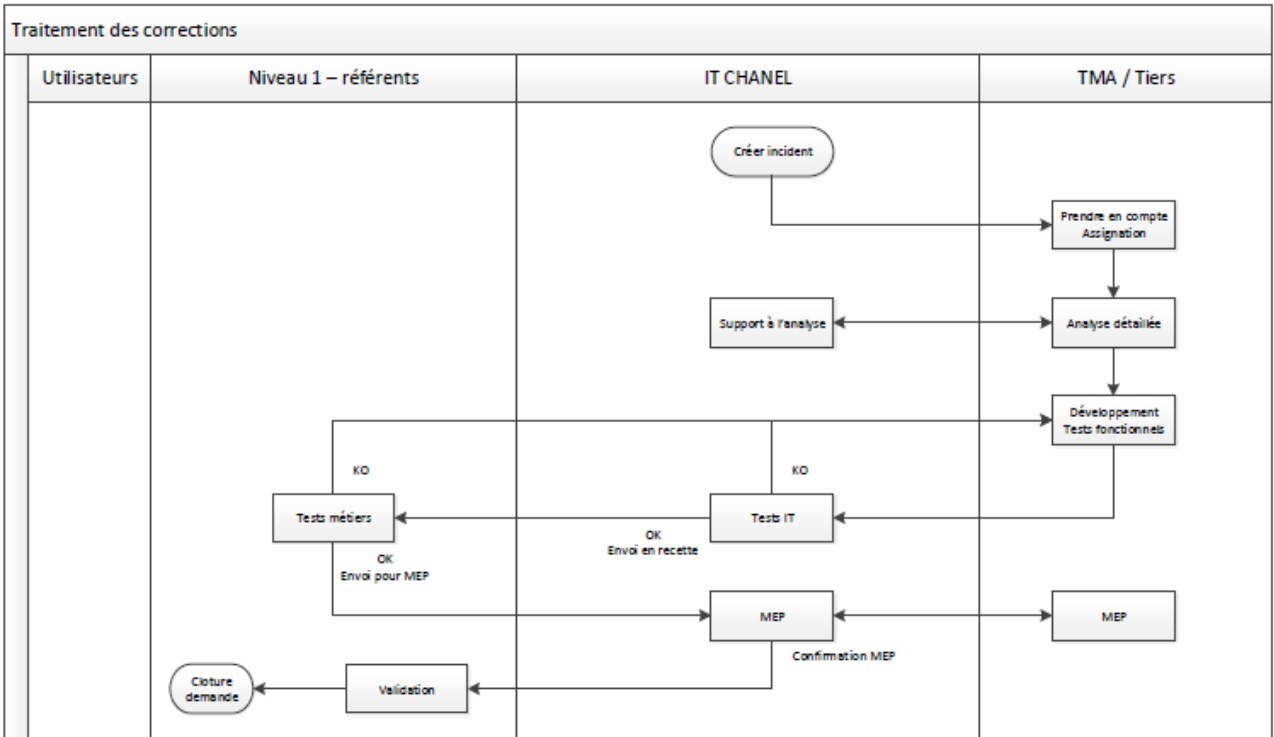 Traitement des corrections
Utilisateurs
Niveau 1 – référents
IT CHANEL
TMA / Tiers
Créer incident
Prendre en compte
Assignation
Support à l'analyse
Analyse détaillée
Développement
Tests fonctionnels
KO
KO
Tests métiers
Tests IT
OK
Envoi en recette
OK
Envoi pour MEP
MEP
MEP
Confirmation MEP
Cloture
demande
Validation